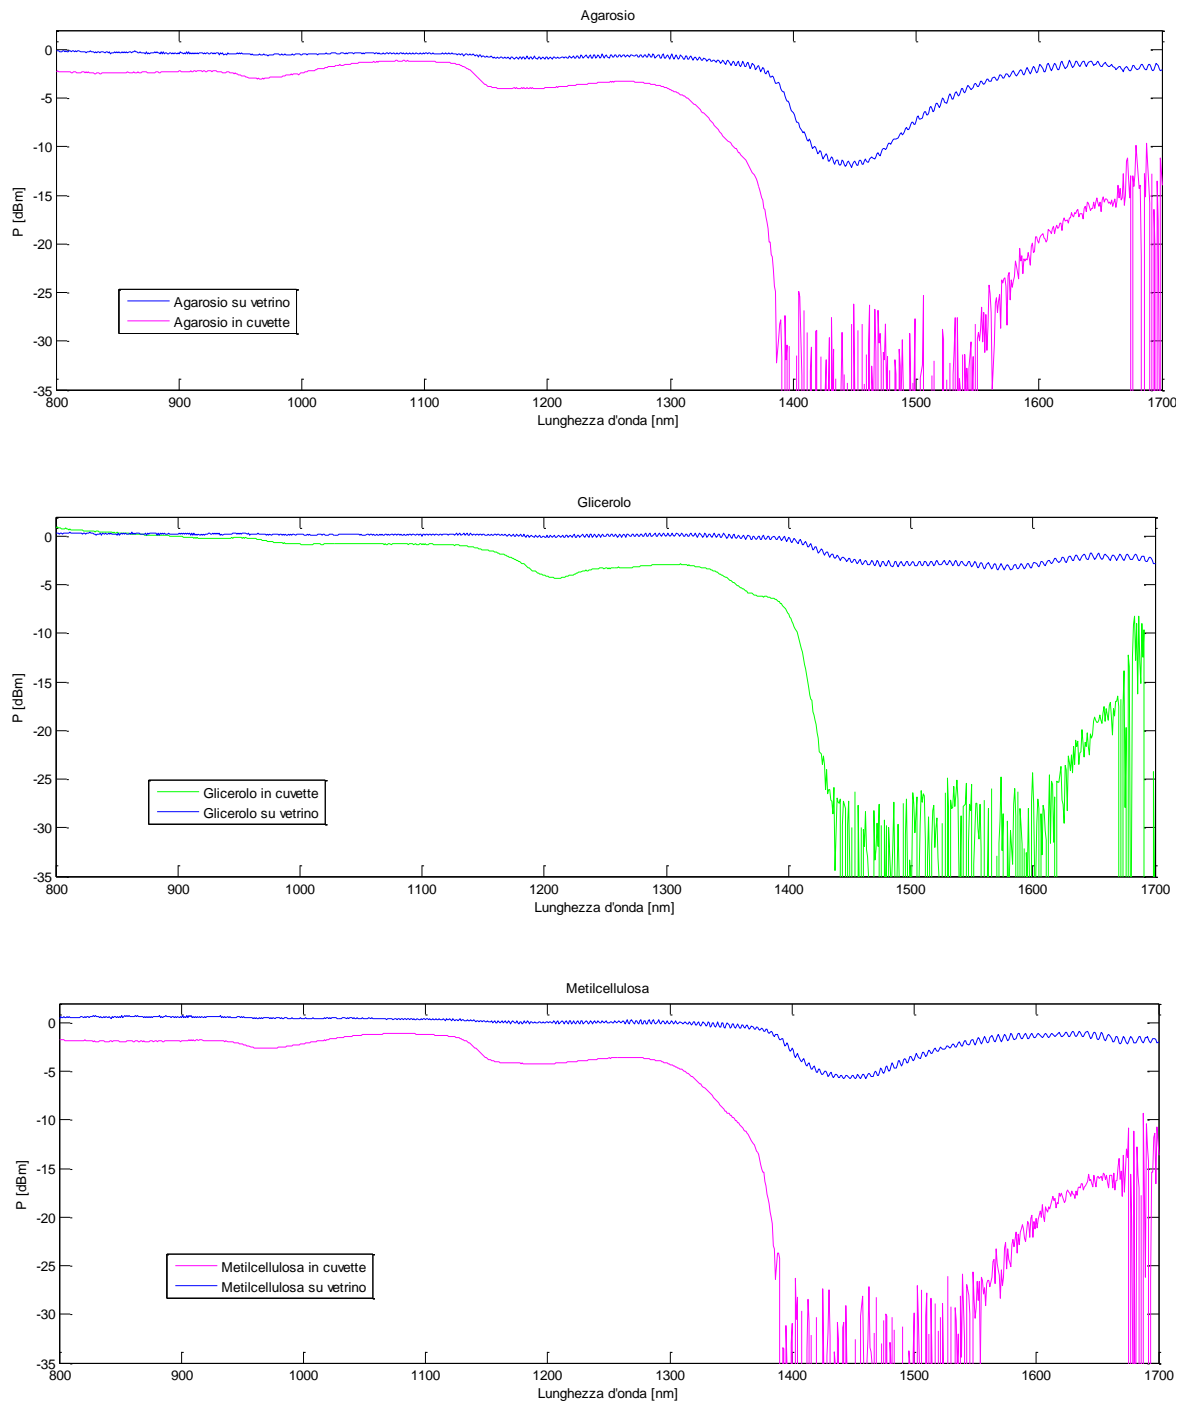 Agarosio
0
-5
-10
-15
-20
-25
-30
-35
P [dBm]
Agarosio su vetrino
Agarosio in cuvette
800 900 1000 1100 1200 1300 1400 1500 1600 1700
Lunghezza d'onda [nm]
Glicerolo
0
-5
-10
-15
-20
-25
-30
-35
P [dBm]
Glicerolo in cuvette
Glicerolo su vetrino
800 900 1000 1100 1200 1300 1400 1500 1600 1700
Lunghezza d'onda [nm]
Metilcellulosa
0
-5
-10
-15
-20
-25
-30
-35
P [dBm]
Metilcellulosa in cuvette
Metilcellulosa su vetrino
800 900 1000 1100 1200 1300 1400 1500 1600 1700
Lunghezza d'onda [nm]